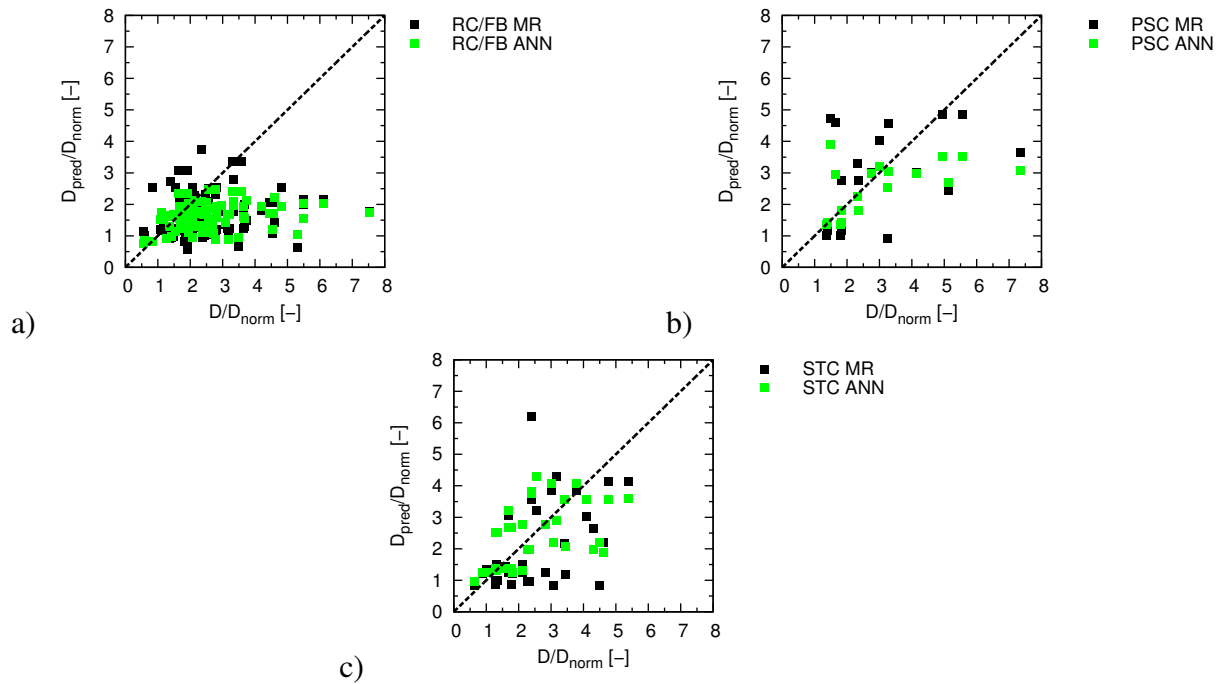 8
7
6
5
4
3
2
1
0
0 1 2 3 4 5 6 7 8
D_pred/D_norm [–]
D/D_norm [–]
RC/FB MR
RC/FB ANN
a)
8
7
6
5
4
3
2
1
0
0 1 2 3 4 5 6 7 8
D_pred/D_norm [–]
D/D_norm [–]
PSC MR
PSC ANN
b)
8
7
6
5
4
3
2
1
0
0 1 2 3 4 5 6 7 8
D_pred/D_norm [–]
D/D_norm [–]
STC MR
STC ANN
c)